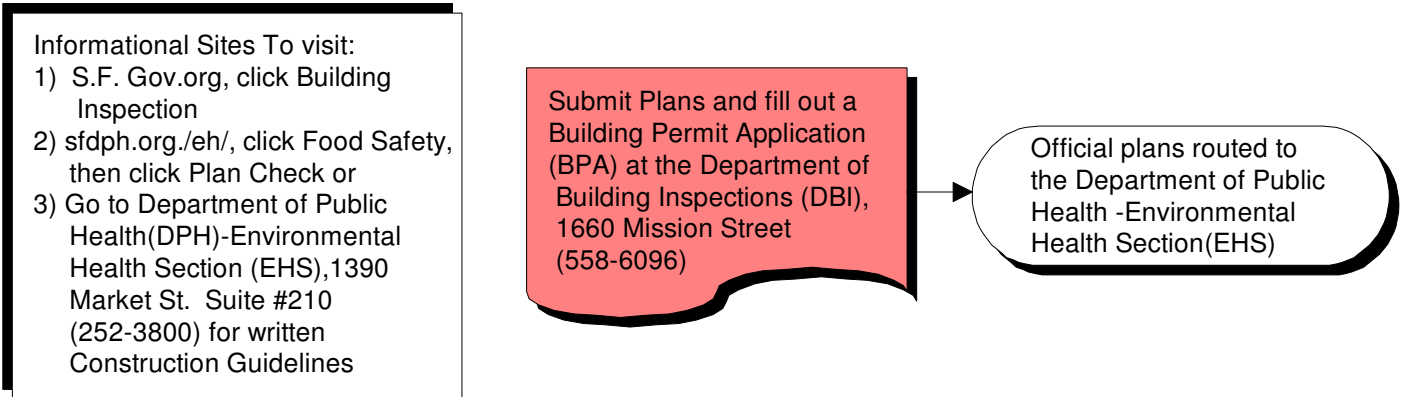 Informational Sites To visit:
1) S.F. Gov.org, click Building
Inspection
2) sfdph.org./eh/, click Food Safety,
then click Plan Check or
3) Go to Department of Public
Health(DPH)-Environmental
Health Section (EHS),1390
Market St. Suite #210
(252-3800) for written
Construction Guidelines
Submit Plans and fill out a
Building Permit Application
(BPA) at the Department of
Building Inspections (DBI),
1660 Mission Street
(558-6096)
Official plans routed to
the Department of Public
Health -Environmental
Health Section(EHS)